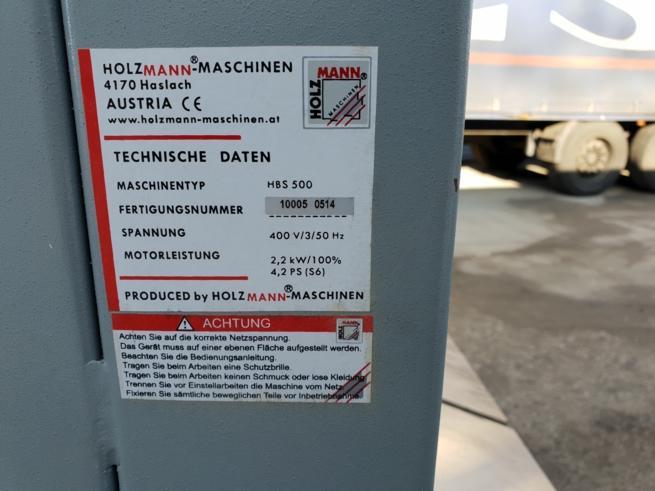 HOLZMANN®-MASCHINEN
4170 Haslach
AUSTRIA CE
www.holzmann-maschinen.at
HOLZ
MANN®
MASCHINEN
TECHNISCHE DATEN
MASCHINENTYP HBS 500
FERTIGUNGSNUMMER 10005 0514
SPANNUNG 400 V/3/50 Hz
MOTORLEISTUNG 2,2 kW/100%
4,2 PS (S6)
PRODUCED by HOLZMANN®-MASCHINEN
ACHTUNG
HOLZ
MANN
Achten Sie auf die korrekte Netzspannung.
Das Gerät muss auf einer ebenen Fläche aufgestellt werden.
Beachten Sie die Bedienungsanleitung.
Tragen Sie beim Arbeiten eine Schutzbrille.
Tragen Sie beim Arbeiten keinen Schmuck oder lose Kleidung
Trennen Sie vor Einstellarbeiten die Maschine vom Netz.
Fixieren Sie sämtliche beweglichen Teile vor Inbetriebnahme.